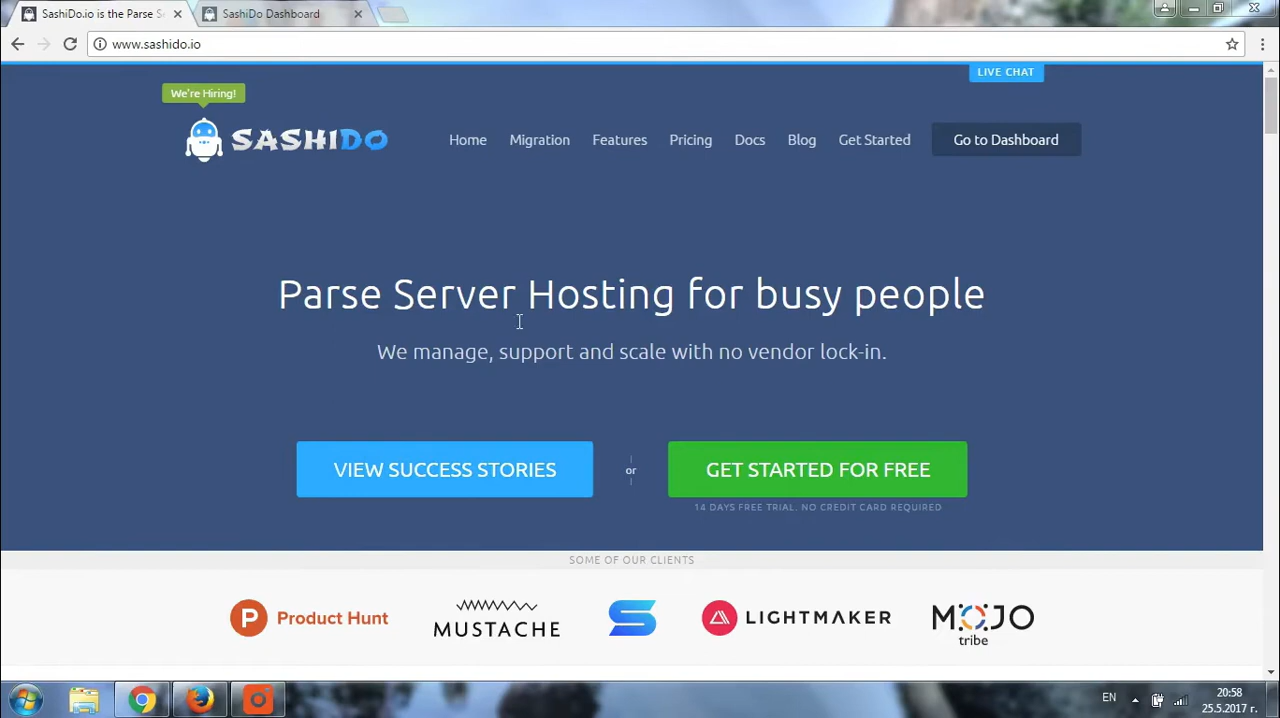 SashiDo.io is the Parse S
SashiDo Dashboard
www.sashido.io
LIVE CHAT
We're Hiring!
SASHIDO
Home
Migration
Features
Pricing
Docs
Blog
Get Started
Go to Dashboard
Parse Server Hosting for busy people
We manage, support and scale with no vendor lock-in.
VIEW SUCCESS STORIES
or
GET STARTED FOR FREE
14 DAYS FREE TRIAL. NO CREDIT CARD REQUIRED
SOME OF OUR CLIENTS
P Product Hunt
MUSTACHE
LIGHTMAKER
MOJO
tribe
EN
20:58
25.5.2017 г.